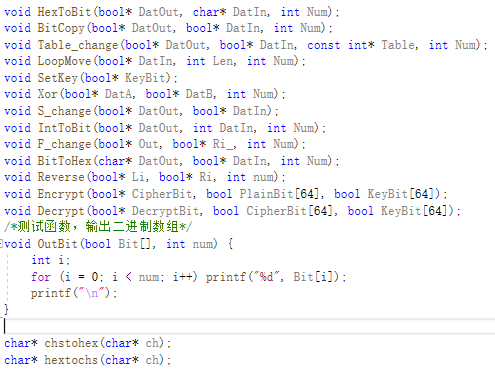 void HexToBit(bool* DatOut, char* DatIn, int Num);
void BitCopy(bool* DatOut, bool* DatIn, int Num);
void Table_change(bool* DatOut, bool* DatIn, const int* Table, int Num);
void LoopMove(bool* DatIn, int Len, int Num);
void SetKey(bool* KeyBit);
void Xor(bool* DatA, bool* DatB, int Num);
void S_change(bool* DatOut, bool* DatIn);
void IntToBit(bool* DatOut, int DatIn, int Num);
void F_change(bool* Out, bool* Ri_, int Num);
void BitToHex(char* DatOut, bool* DatIn, int Num);
void Reverse(bool* Li, bool* Ri, int num);
void Encrypt(bool* CipherBit, bool PlainBit[64], bool KeyBit[64]);
void Decrypt(bool* DecryptBit, bool CipherBit[64], bool KeyBit[64]);
/*测试函数，输出二进制数组*/
void OutBit(bool Bit[], int num) {
    int i;
    for (i = 0; i < num; i++) printf("%d", Bit[i]);
    printf("\n");
}
char* chstohex(char* ch);
char* hextochs(char* ch);